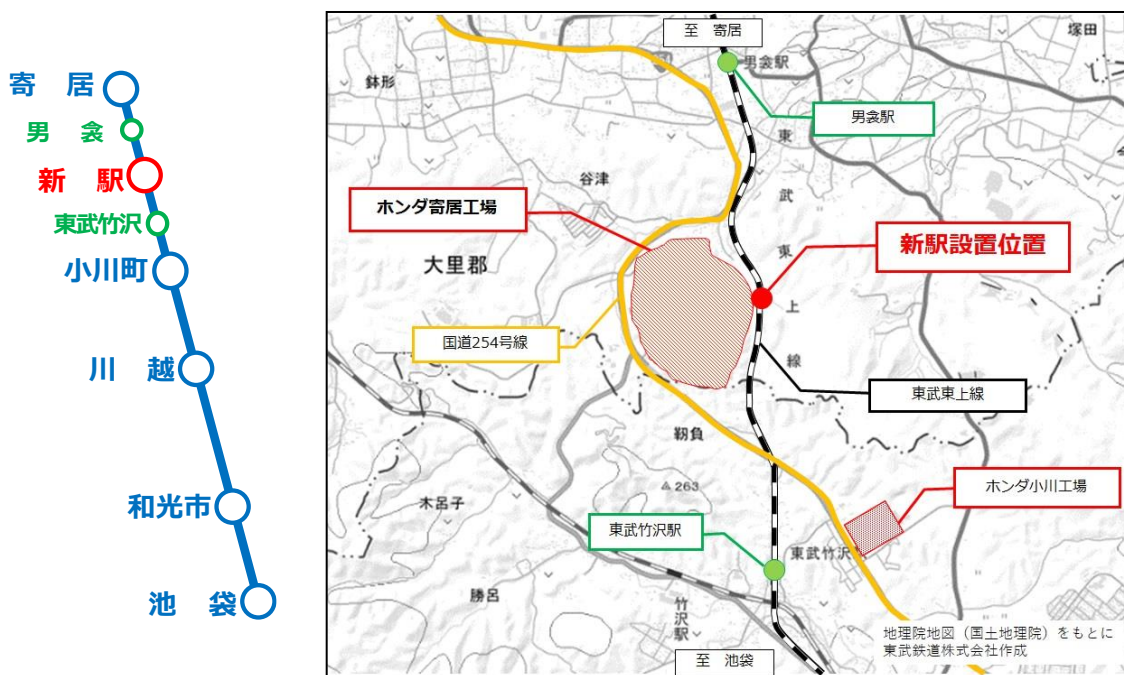 寄 居
男 衾
新 駅
東武竹沢
小川町
川 越
和光市
池 袋
至 寄居
塚田
男衾駅
鉢形
男衾駅
東
武
東
上
線
谷津
ホンダ寄居工場
新駅設置位置
大里郡
国道254号線
東武東上線
靱負
263
ホンダ小川工場
木呂子
東武竹沢駅
東武竹沢
勝呂
竹沢駅
至 池袋
地理院地図（国土地理院）をもとに
東武鉄道株式会社作成